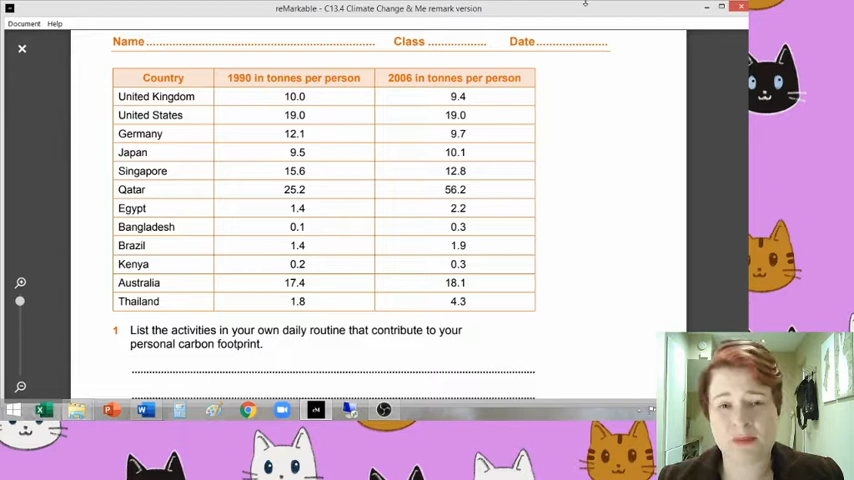 reMarkable - C13.4 Climate Change & Me remark version
Document Help
Name Class Date
Country 1990 in tonnes per person 2006 in tonnes per person
United Kingdom 10.0 9.4
United States 19.0 19.0
Germany 12.1 9.7
Japan 9.5 10.1
Singapore 15.6 12.8
Qatar 25.2 56.2
Egypt 1.4 2.2
Bangladesh 0.1 0.3
Brazil 1.4 1.9
Kenya 0.2 0.3
Australia 17.4 18.1
Thailand 1.8 4.3
1 List the activities in your own daily routine that contribute to your
personal carbon footprint.